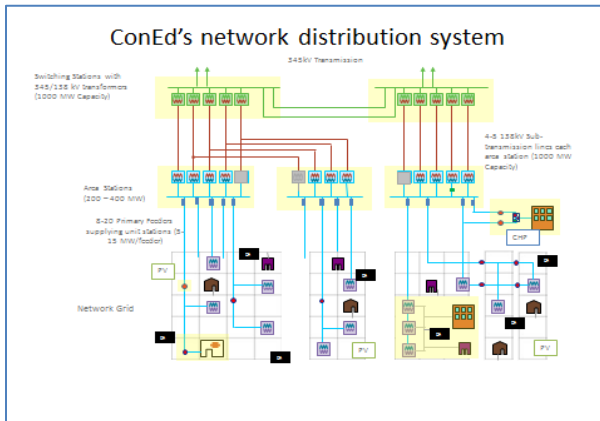 ConEd's network distribution system
345kV Transmission
Switching Stations with
345/138 kV transformers
(1000 MW Capacity)
4-5 138kV Sub-
transmission lines each
area station (1000 MW
Capacity)
Area Stations
(200 – 400 MW)
8-20 Primary Feeders
supplying unit stations (5-
15 MW/feeder)
CHP
PV
Network Grid
PV
PV